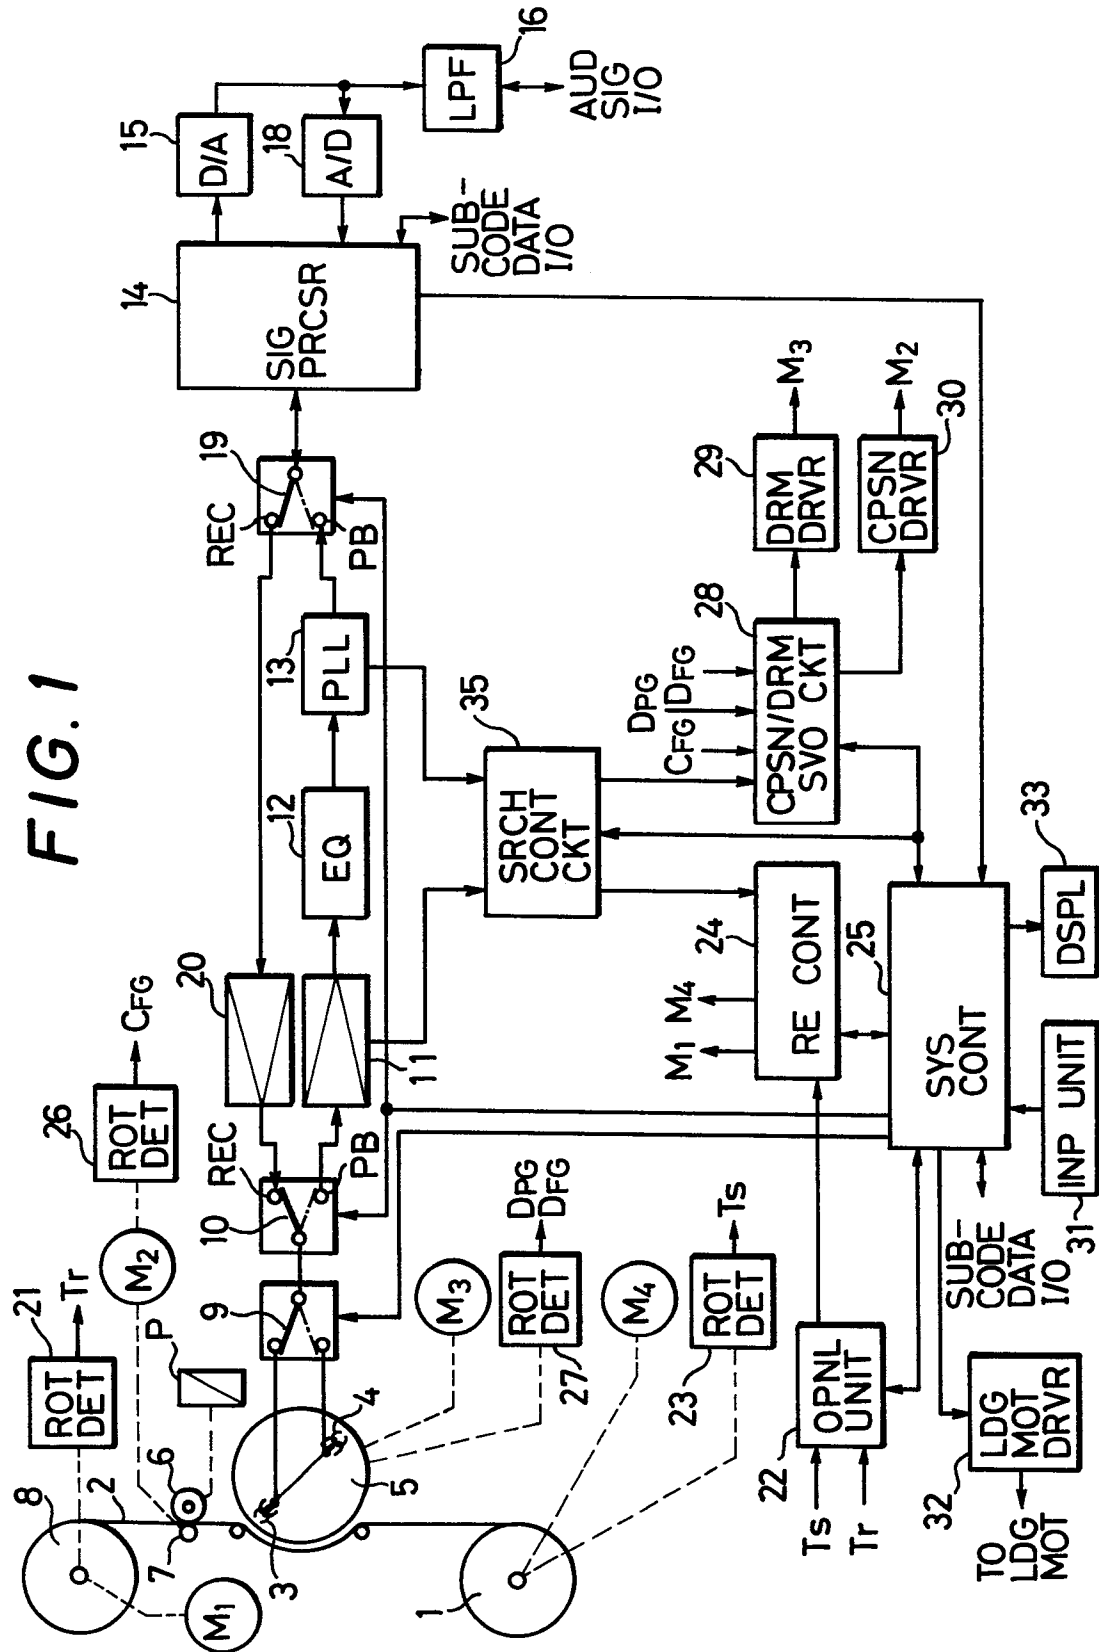 FIG. 1
8
2
7
6
21
ROT
DET
Tr
M1
P
M2
26
ROT
DET
CFG
3
4
5
9
10
REC
PB
20
11
12
EQ
13
PLL
REC
PB
19
14
SIG
PRCSR
15
D/A
18
A/D
LPF
16
AUD
SIG
I/O
SUB-
CODE
DATA
I/O
M3
ROT
DET
27
DPG
DFG
1
M4
23
ROT
DET
Ts
35
SRCH
CONT
CKT
M1
M4
24
RE CONT
CFG
DPG
DFG
28
CPSN/DRM
SVO CKT
29
DRM
DRVR
M3
CPSN
DRVR
30
M2
Ts
Tr
22
OPNL
UNIT
25
SYS
CONT
32
LDG
MOT
DRVR
TO
LDG
MOT
SUB-
CODE
DATA
I/O
31
INP UNIT
DSPL
33